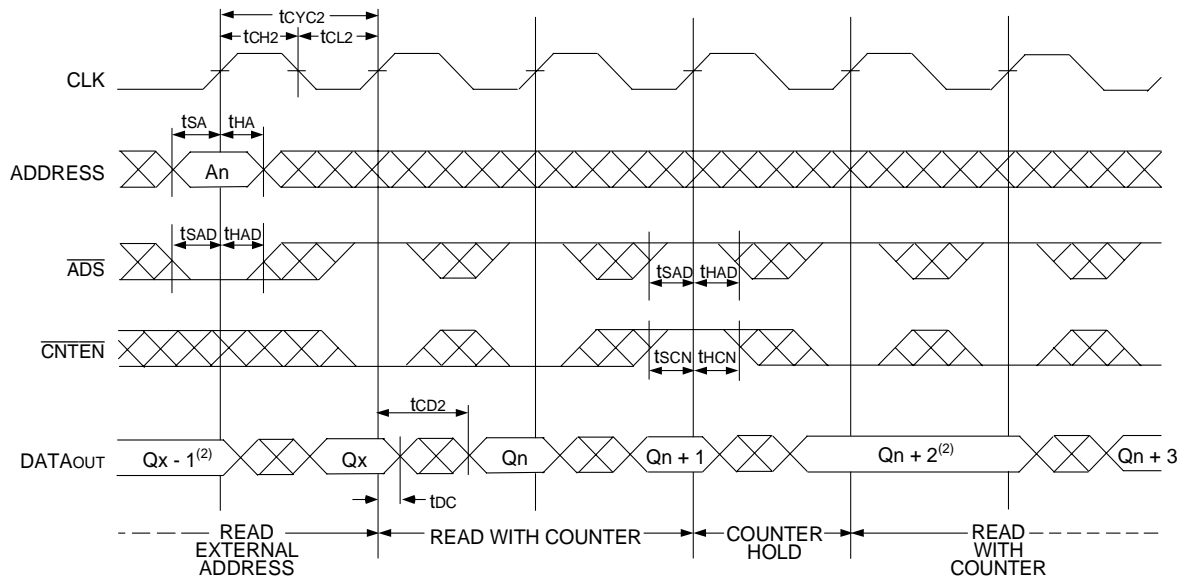 tCYC2
tCH2 tCL2
CLK
tSA tHA
ADDRESS An
tSAD tHAD
ADS tSAD tHAD
CNTEN
tSCN tHCN
tCD2
DATAOUT Qx - 1(2) Qx Qn Qn + 1 Qn + 2(2) Qn + 3
tDC
READ
EXTERNAL
ADDRESS
READ WITH COUNTER
COUNTER
HOLD
READ
WITH
COUNTER